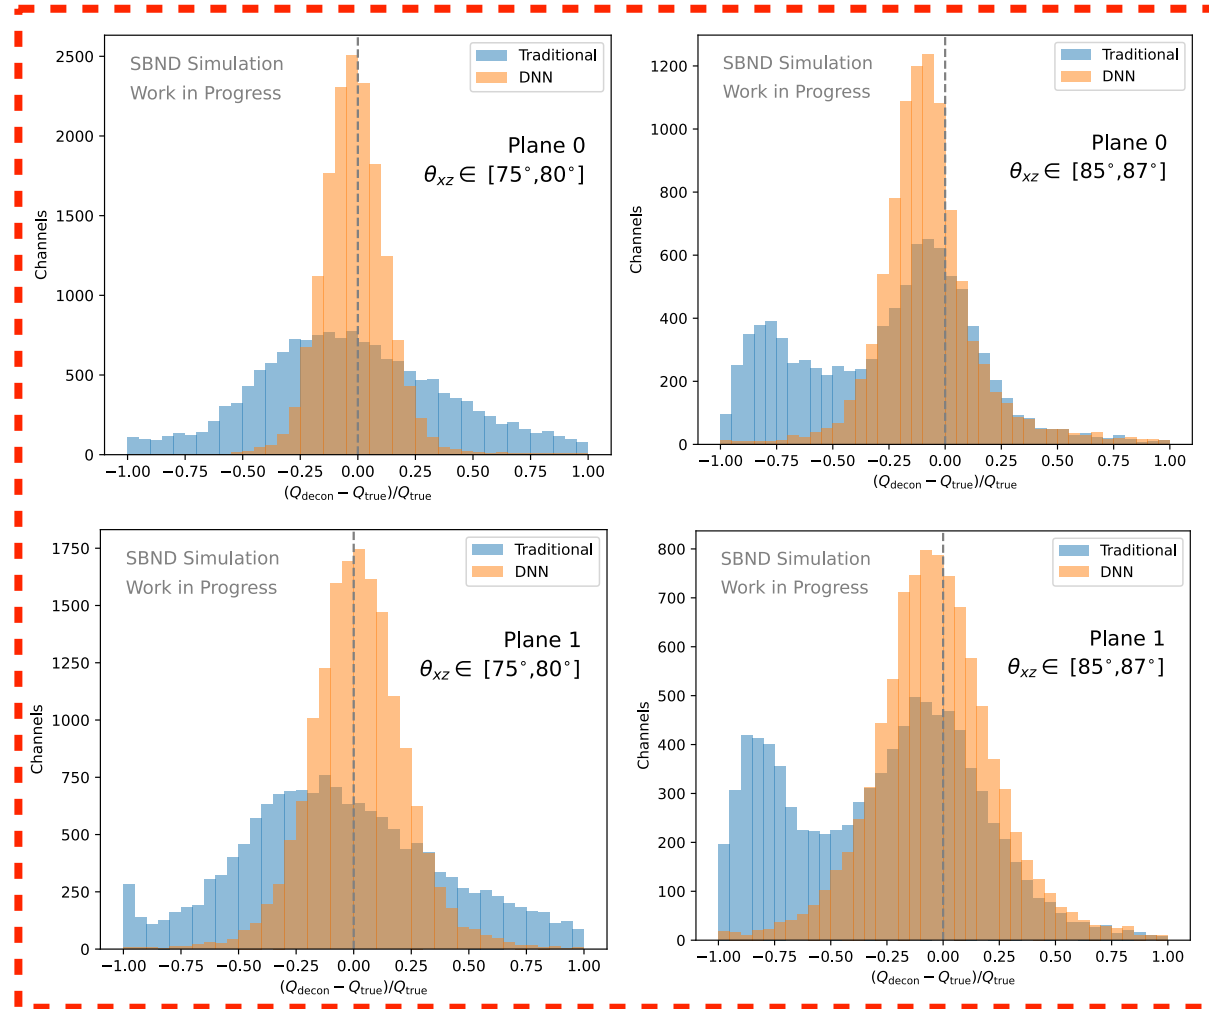 SBND Simulation
Work in Progress
Traditional
DNN
Plane 0
θxz ∈ [75°,80°]
Channels
2500
2000
1500
1000
500
0
−1.00 −0.75 −0.50 −0.25 0.00 0.25 0.50 0.75 1.00
(Qdecon − Qtrue)/Qtrue
SBND Simulation
Work in Progress
Traditional
DNN
Plane 0
θxz ∈ [85°,87°]
Channels
1200
1000
800
600
400
200
0
−1.00 −0.75 −0.50 −0.25 0.00 0.25 0.50 0.75 1.00
(Qdecon − Qtrue)/Qtrue
SBND Simulation
Work in Progress
Traditional
DNN
Plane 1
θxz ∈ [75°,80°]
Channels
1750
1500
1250
1000
750
500
250
0
−1.00 −0.75 −0.50 −0.25 0.00 0.25 0.50 0.75 1.00
(Qdecon − Qtrue)/Qtrue
SBND Simulation
Work in Progress
Traditional
DNN
Plane 1
θxz ∈ [85°,87°]
Channels
800
700
600
500
400
300
200
100
0
−1.00 −0.75 −0.50 −0.25 0.00 0.25 0.50 0.75 1.00
(Qdecon − Qtrue)/Qtrue